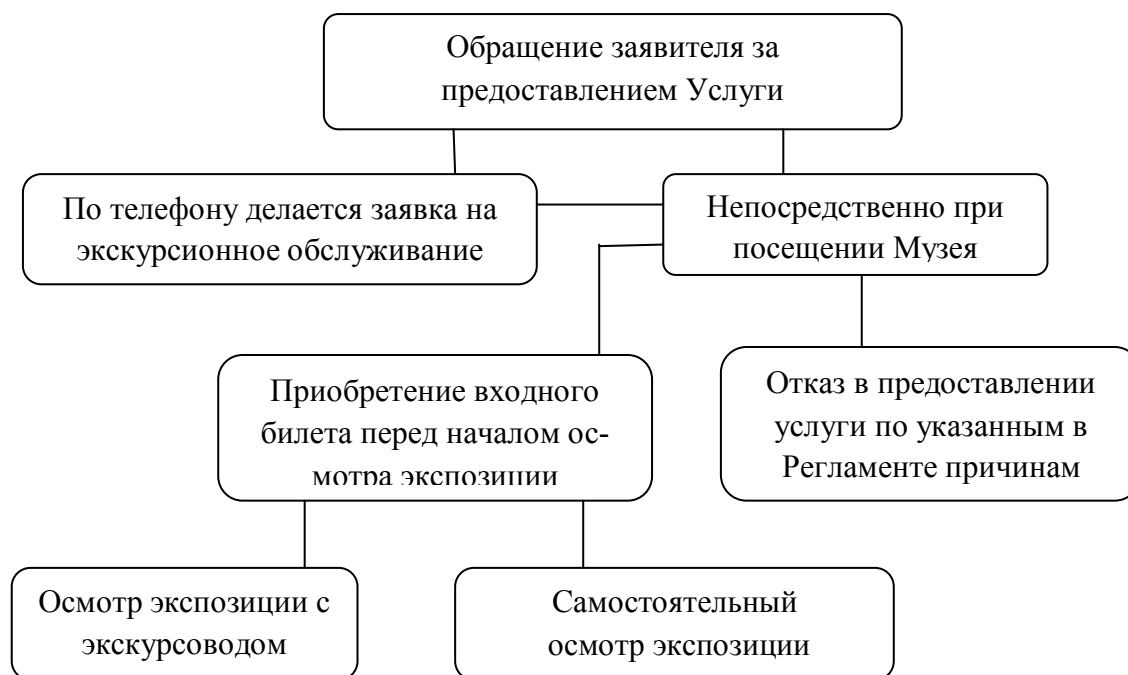 Обращение заявителя за
предоставлением Услуги
По телефону делается заявка на
экскурсионное обслуживание
Непосредственно при
посещении Музея
Приобретение входного
билета перед началом ос-
мотра экспозиции
Отказ в предоставлении
услуги по указанным в
Регламенте причинам
Осмотр экспозиции с
экскурсоводом
Самостоятельный
осмотр экспозиции